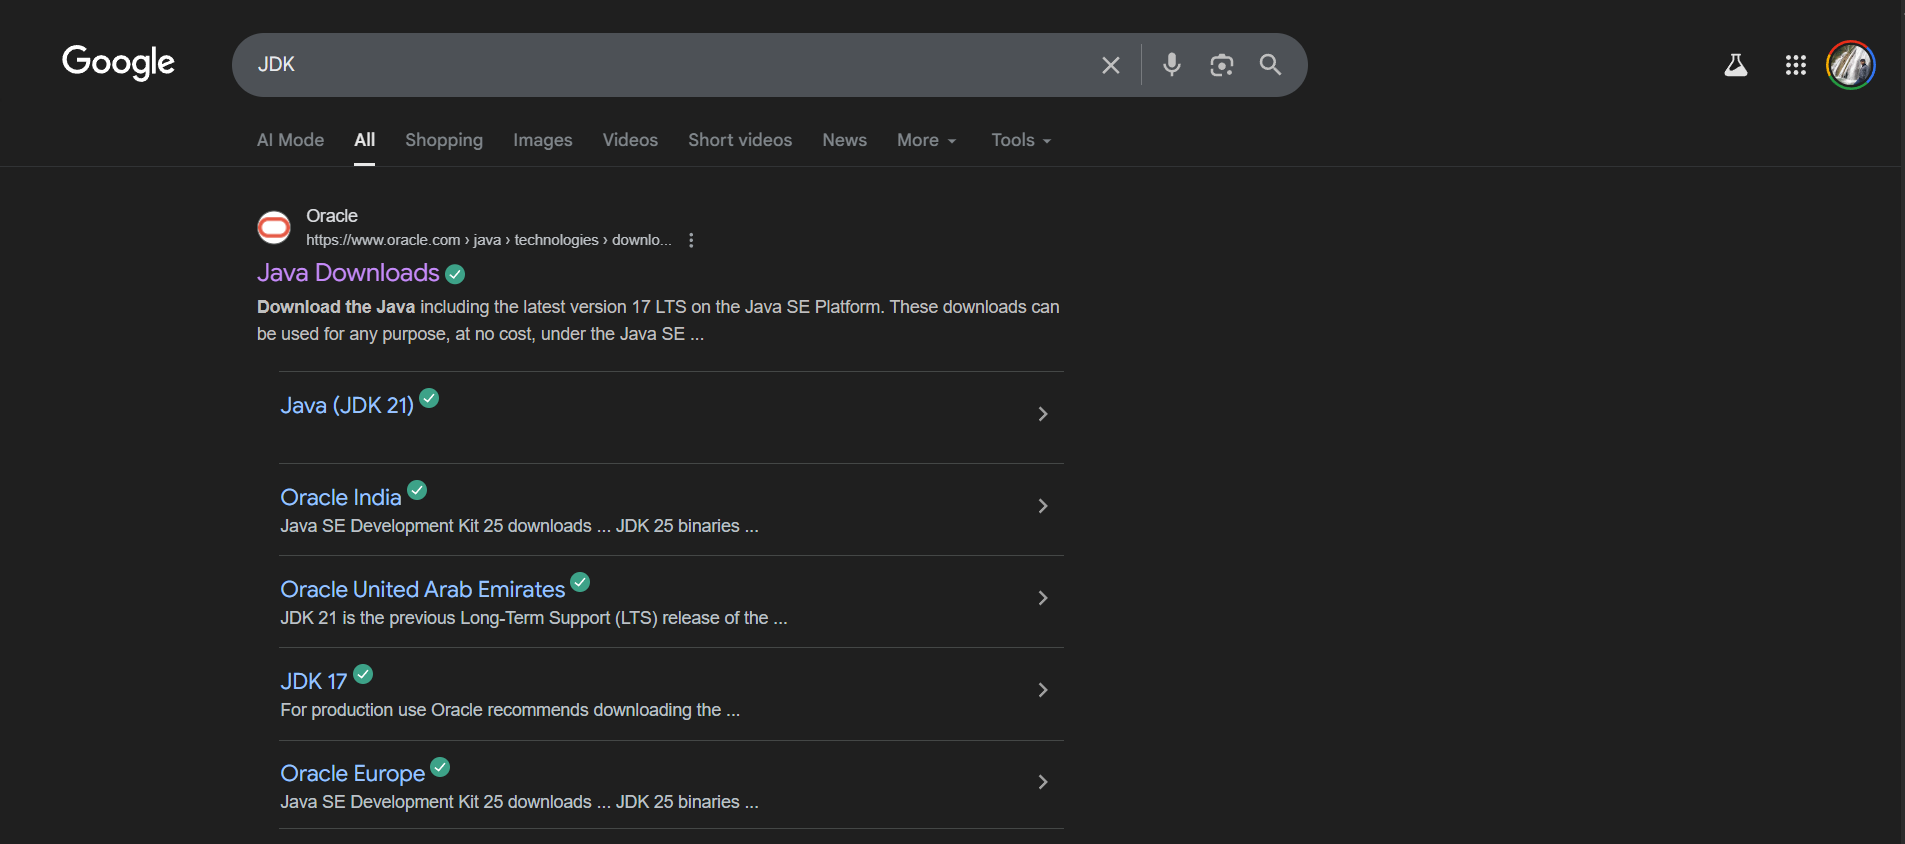 Google
JDK
AI Mode All Shopping Images Videos Short videos News More Tools
Oracle
https://www.oracle.com › java › technologies › downlo...
Java Downloads
Download the Java including the latest version 17 LTS on the Java SE Platform. These downloads can
be used for any purpose, at no cost, under the Java SE ...
Java (JDK 21)
Oracle India
Java SE Development Kit 25 downloads ... JDK 25 binaries ...
Oracle United Arab Emirates
JDK 21 is the previous Long-Term Support (LTS) release of the ...
JDK 17
For production use Oracle recommends downloading the ...
Oracle Europe
Java SE Development Kit 25 downloads ... JDK 25 binaries ...